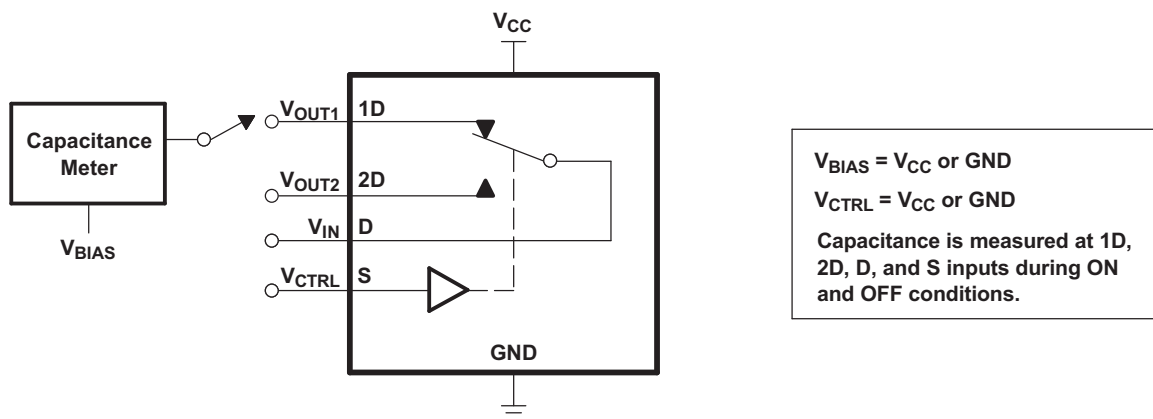 VCC
VOUT1 1D
Capacitance
Meter
VOUT2 2D
VIN D
VBIAS
VCTRL S
GND
VBIAS = VCC or GND
VCTRL = VCC or GND
Capacitance is measured at 1D,
2D, D, and S inputs during ON
and OFF conditions.